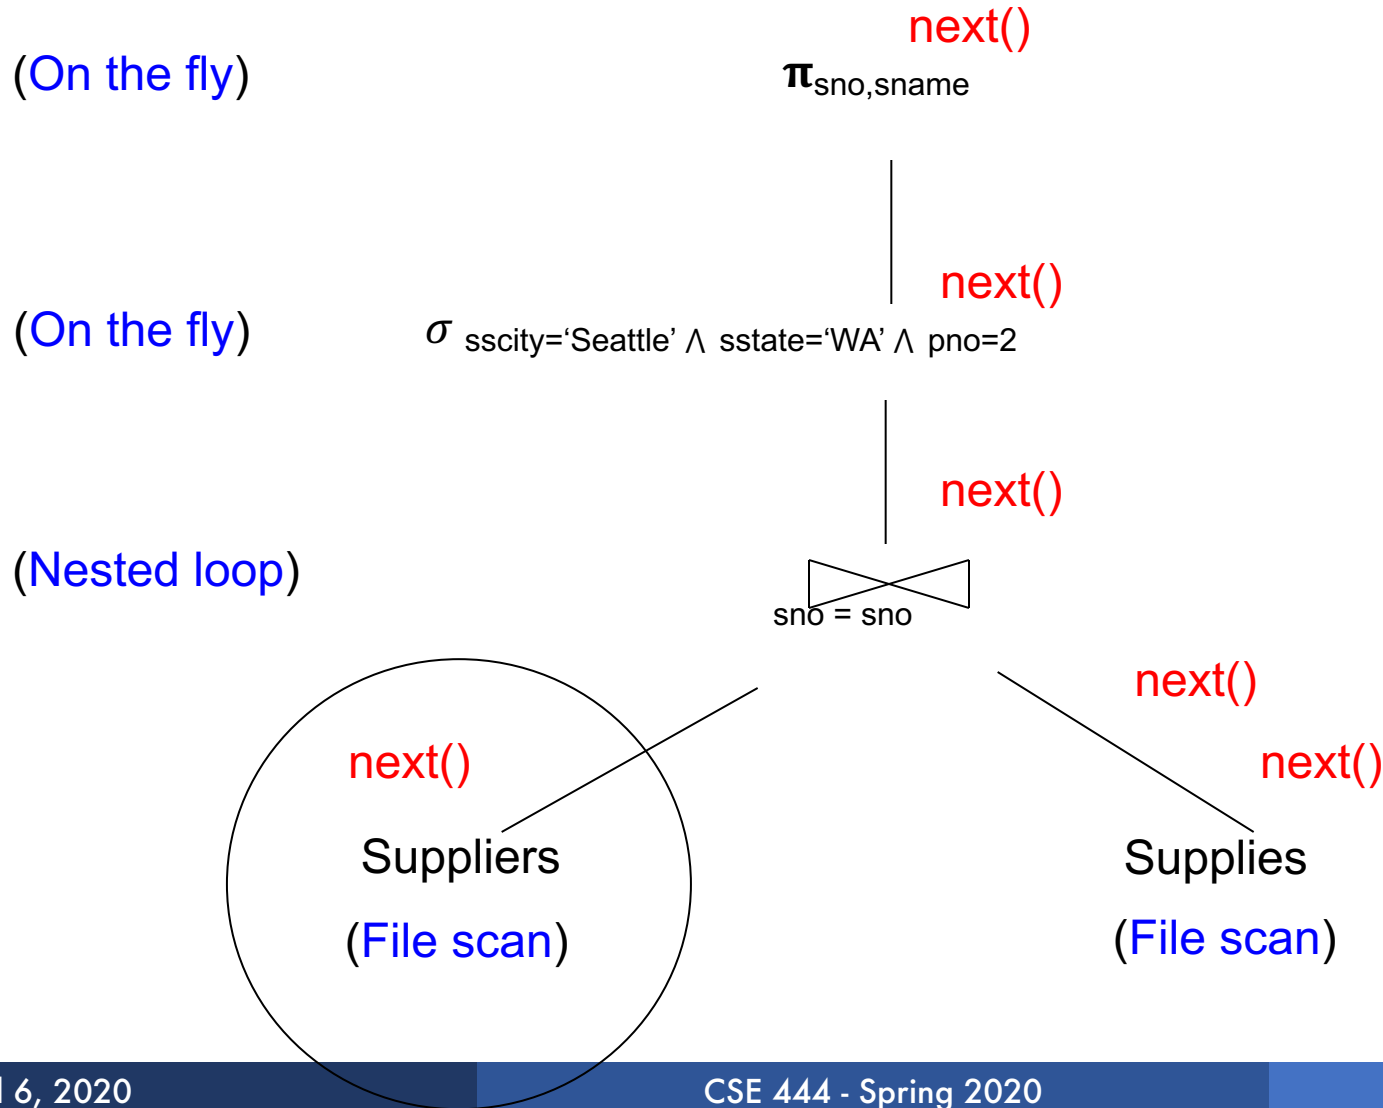 next()
(On the fly)
πsno,sname
next()
(On the fly)
σ sscity=‘Seattle’ ∧ sstate=‘WA’ ∧ pno=2
next()
(Nested loop)
sno = sno
next()
next()
next()
Suppliers
Supplies
(File scan)
(File scan)
6, 2020
CSE 444 - Spring 2020